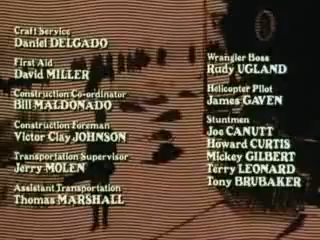 Craft Service
Daniel DELGADO
First Aid
David MILLER
Construction Co-ordinator
Bill MALDONADO
Construction Foreman
Victor Clay JOHNSON
Transportation Supervisor
Jerry MOLEN
Assistant Transportation
Thomas MARSHALL
Wrangler Boss
Rudy UGLAND
Helicopter Pilot
James GAVEN
Stuntmen
Joe CANUTT
Howard CURTIS
Mickey GILBERT
Terry LEONARD
Tony BRUBAKER